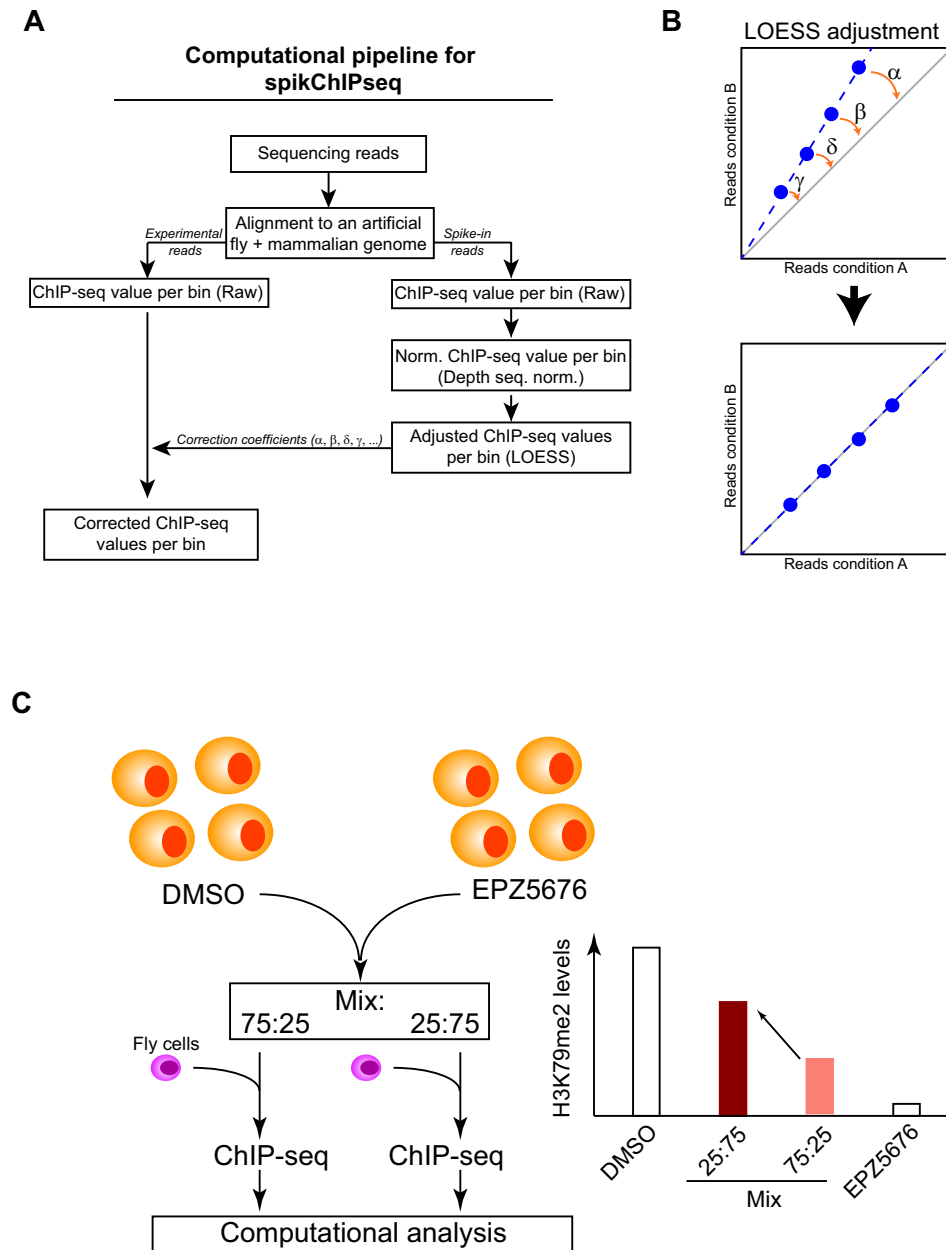 A
Computational pipeline for
spikChIPseq
Sequencing reads
Alignment to an artificial
fly + mammalian genome
Experimental
reads
Spike-in
reads
ChIP-seq value per bin (Raw)
ChIP-seq value per bin (Raw)
Norm. ChIP-seq value per bin
(Depth seq. norm.)
Correction coefficients (α, β, δ, γ, ...)
Adjusted ChIP-seq values
per bin (LOESS)
Corrected ChIP-seq
values per bin
B
LOESS adjustment
Reads condition B
α
β
δ
γ
Reads condition A
Reads condition B
Reads condition A
C
DMSO
EPZ5676
Mix:
75:25
25:75
Fly cells
ChIP-seq
ChIP-seq
Computational analysis
H3K79me2 levels
DMSO
25:75
75:25
EPZ5676
Mix